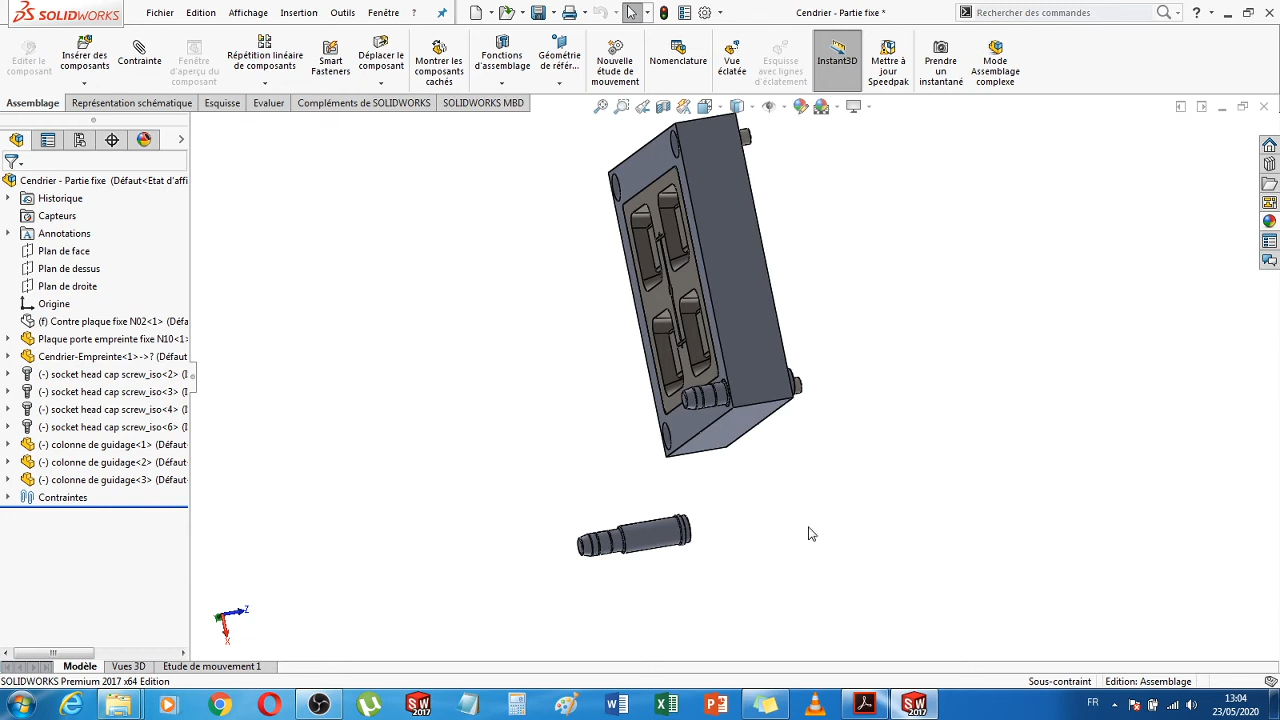 SOLIDWORKS
Fichier Edition Affichage Insertion Outils Fenêtre
Cendrier - Partie fixe *
Rechercher des commandes
Editer le composant
Insérer des composants
Contrainte
Fenêtre d'aperçu du composant
Répétition linéaire de composants
Smart Fasteners
Déplacer le composant
Montrer les composants cachés
Fonctions d'assemblage
Géométrie de référ...
Nouvelle étude de mouvement
Nomenclature
Vue éclatée
Esquisse avec lignes d'éclatement
Instant3D
Mettre à jour Speedpak
Prendre un instantané
Mode Assemblage complexe
Assemblage Représentation schématique Esquisse Evaluer Compléments de SOLIDWORKS SOLIDWORKS MBD
Cendrier - Partie fixe (Défaut<Etat d'affi
Historique
Capteurs
Annotations
Plan de face
Plan de dessus
Plan de droite
Origine
(f) Contre plaque fixe N02<1> (Défa
Plaque porte empreinte fixe N10<1>
Cendrier-Empreinte<1>->? (Défaut
(-) socket head cap screw_iso<2> (I
(-) socket head cap screw_iso<3> (I
(-) socket head cap screw_iso<4> (I
(-) socket head cap screw_iso<6> (I
(-) colonne de guidage<1> (Défaut
(-) colonne de guidage<2> (Défaut
(-) colonne de guidage<3> (Défaut
Contraintes
Z
X
Modèle Vues 3D Etude de mouvement 1
SOLIDWORKS Premium 2017 x64 Edition
Sous-contraint
Edition: Assemblage
FR
13:04
23/05/2020